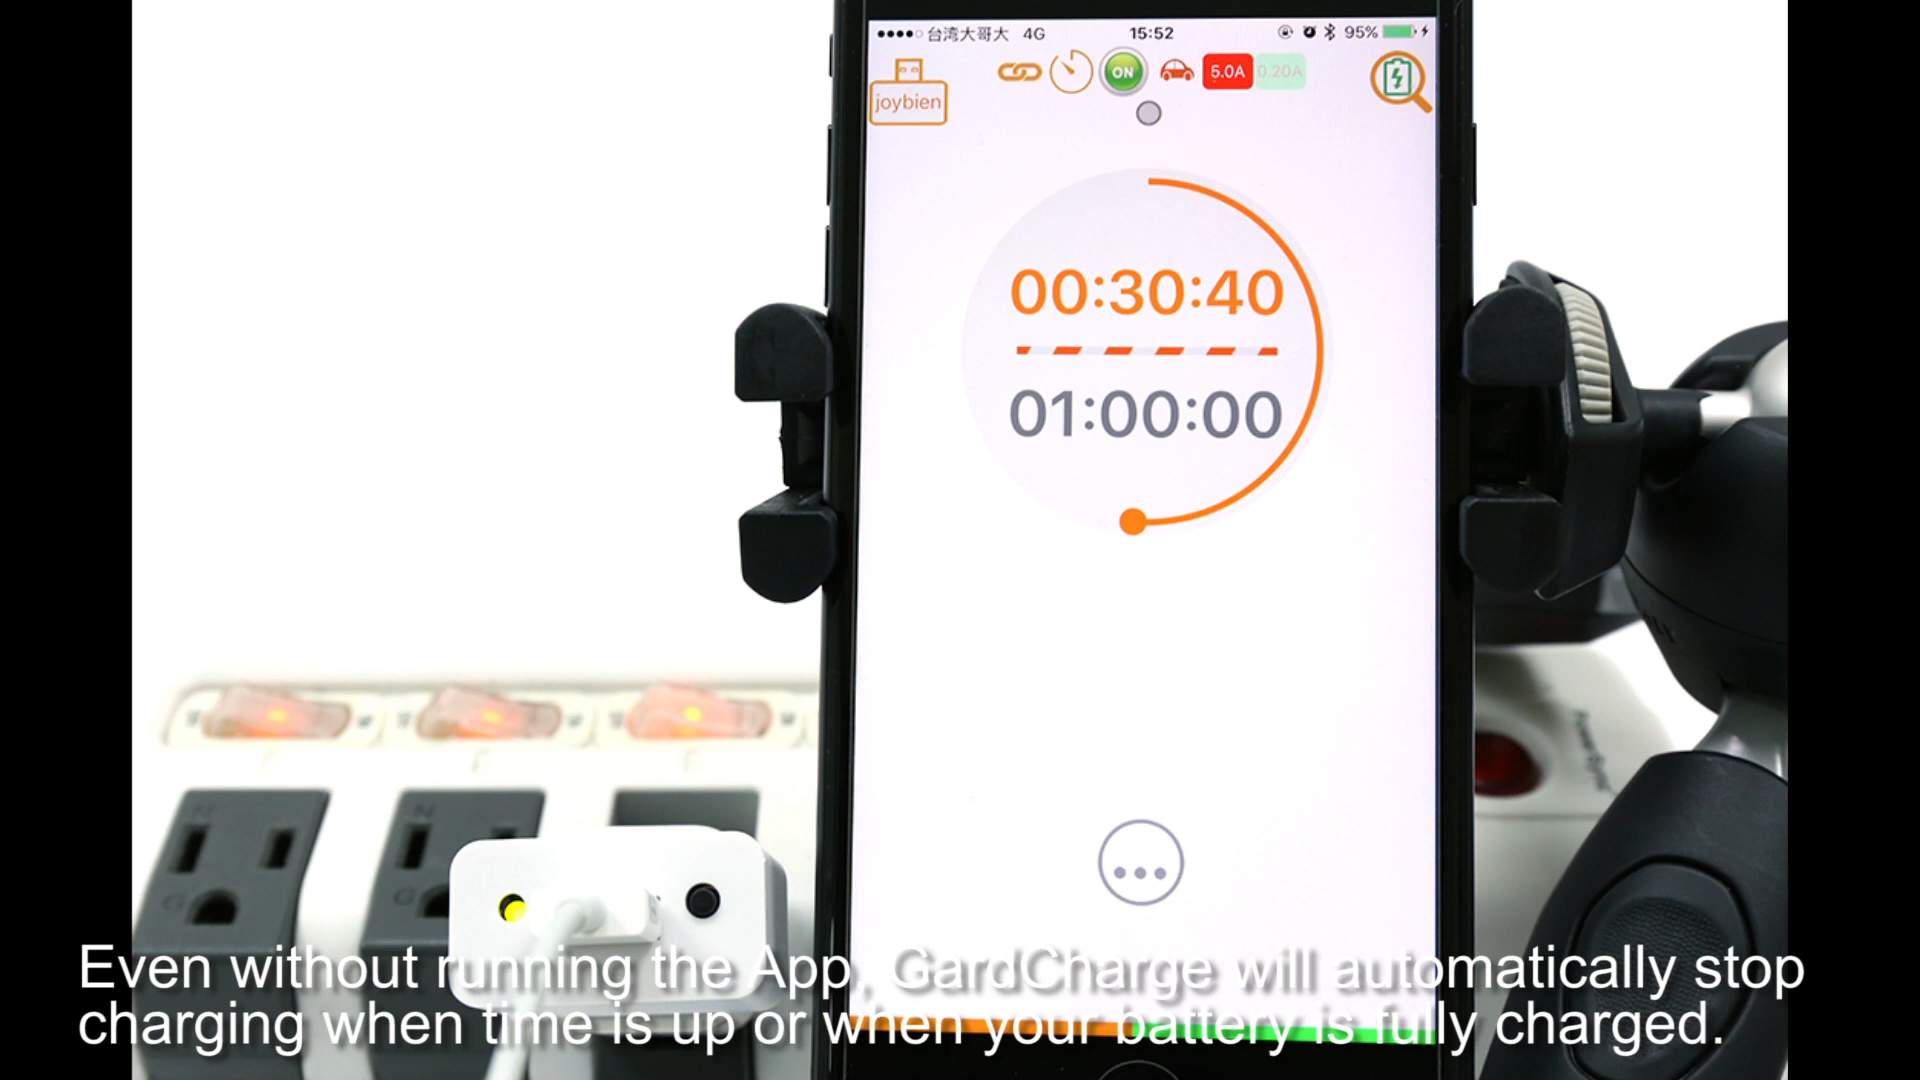 台湾大哥大 4G 15:52 95%
ON 5.0A 0.20A
joybien
00:30:40
01:00:00
N N
G G
PowerSync
Even without running the App, GardCharge will automatically stop
charging when time is up or when your battery is fully charged.